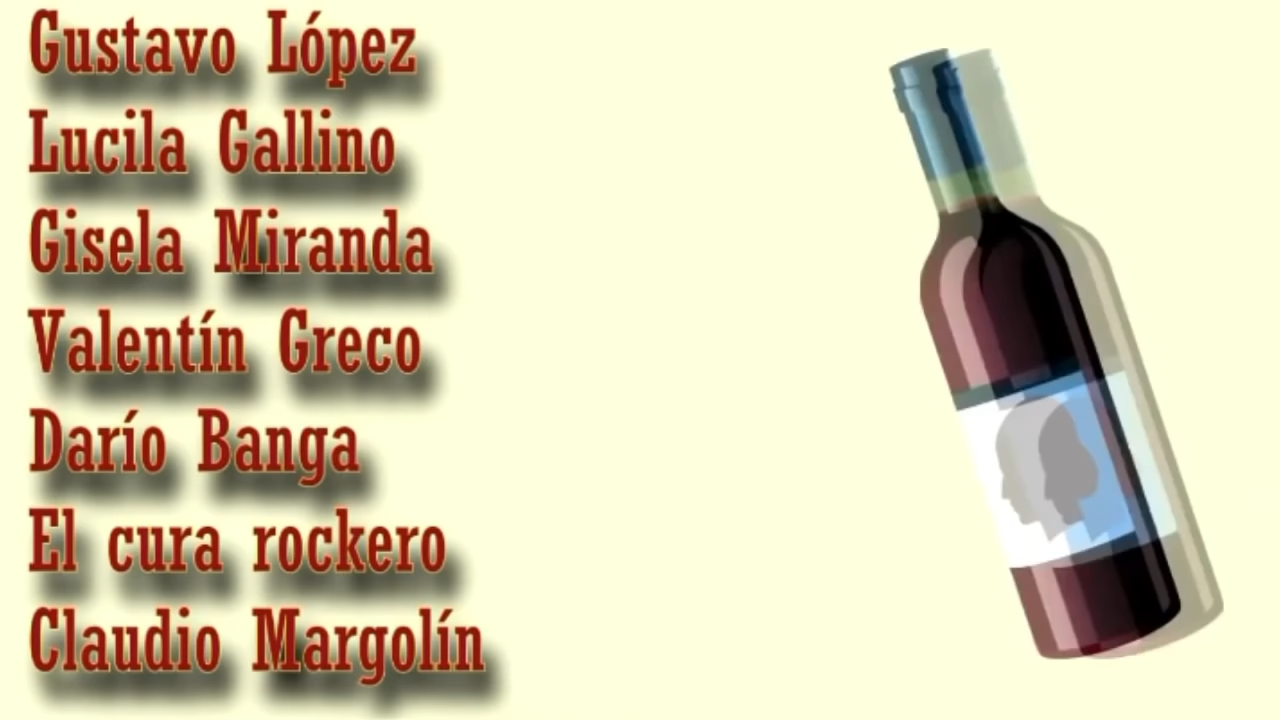 Gustavo López
Lucila Gallino
Gisela Miranda
Valentín Greco
Darío Banga
El cura rockero
Claudio Margolín